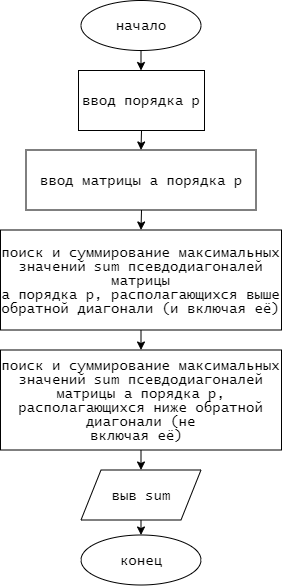 начало
ввод порядка p
ввод матрицы a порядка p
поиск и суммирование максимальных
значений sum псевдодиагоналей
матрицы
a порядка p, располагающихся выше
обратной диагонали (и включая её)
поиск и суммирование максимальных
значений sum псевдодиагоналей
матрицы a порядка p,
располагающихся ниже обратной
диагонали (не
включая её)
выв sum
конец